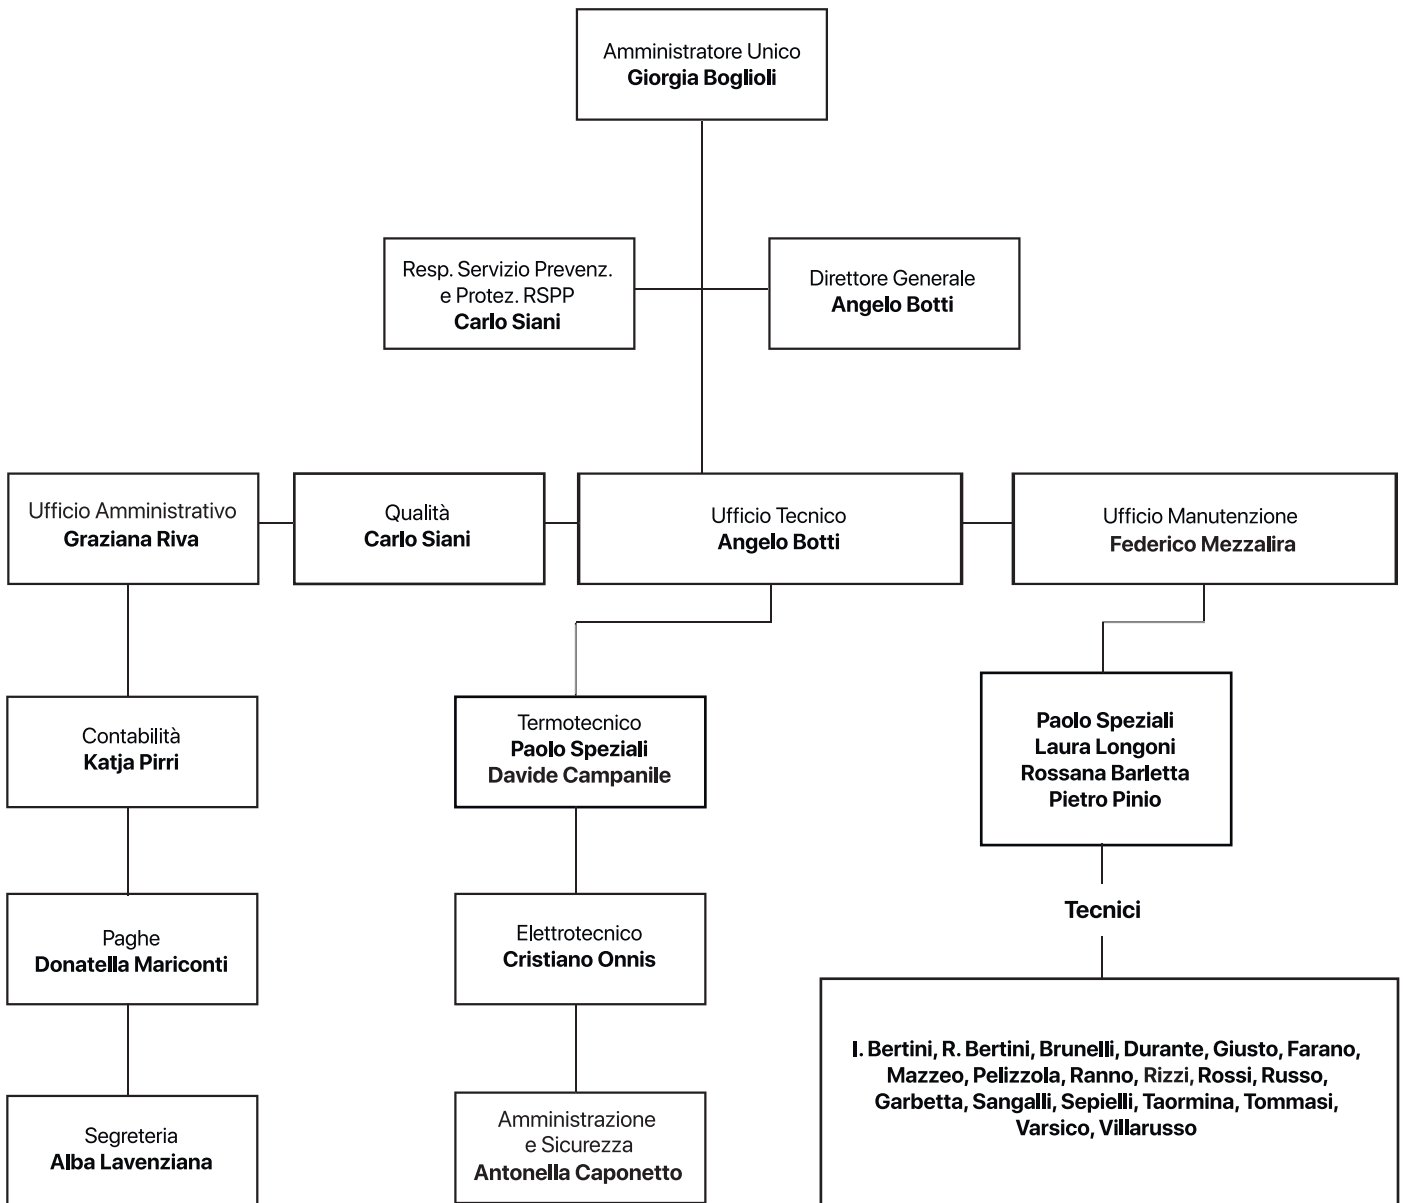 Amministratore Unico
Giorgia Boglioli
Resp. Servizio Prevenz.
e Protez. RSPP
Carlo Siani
Direttore Generale
Angelo Botti
Ufficio Amministrativo
Graziana Riva
Qualità
Carlo Siani
Ufficio Tecnico
Angelo Botti
Ufficio Manutenzione
Federico Mezzalira
Contabilità
Katja Pirri
Termotecnico
Paolo Speziali
Davide Campanile
Paolo Speziali
Laura Longoni
Rossana Barletta
Pietro Pinio
Paghe
Donatella Mariconti
Elettrotecnico
Cristiano Onnis
Tecnici
Segreteria
Alba Lavenziana
Amministrazione
e Sicurezza
Antonella Caponetto
I. Bertini, R. Bertini, Brunelli, Durante, Giusto, Farano,
Mazzeo, Pelizzola, Ranno, Rizzi, Rossi, Russo,
Garbetta, Sangalli, Sepielli, Taormina, Tommasi,
Varsico, Villarusso